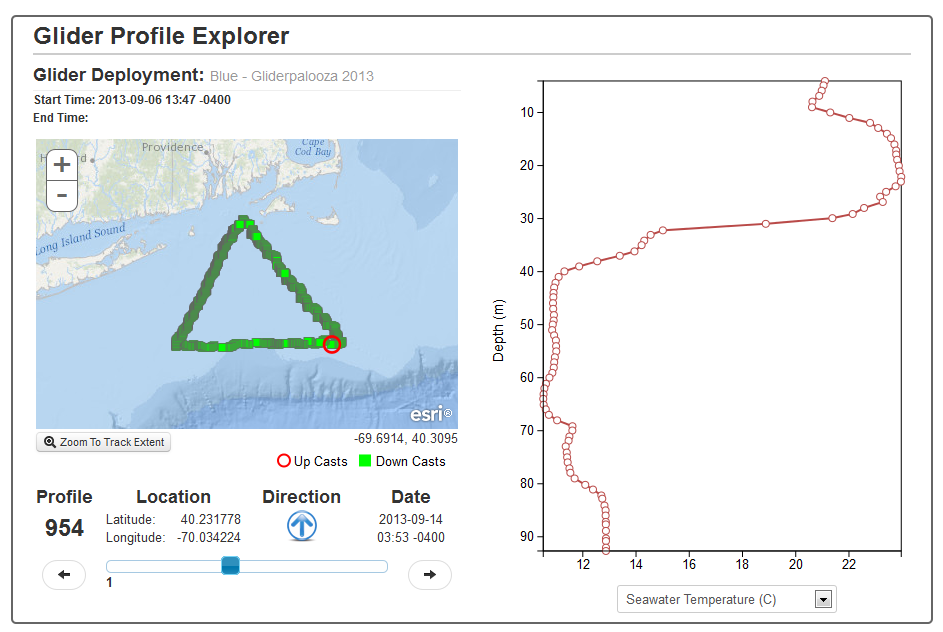 Glider Profile Explorer
Glider Deployment: Blue - Gliderpalooza 2013
Start Time: 2013-09-06 13:47 -0400
End Time:
Providence
Cape
Cod Bay
+
−
Long Island Sound
esri®
Zoom To Track Extent
-69.6914, 40.3095
Up Casts
Down Casts
Profile
Location
Direction
Date
954
Latitude: 40.231778
Longitude: -70.034224
2013-09-14
03:53 -0400
1
10
20
30
40
50
60
70
80
90
Depth (m)
12 14 16 18 20 22
Seawater Temperature (C)